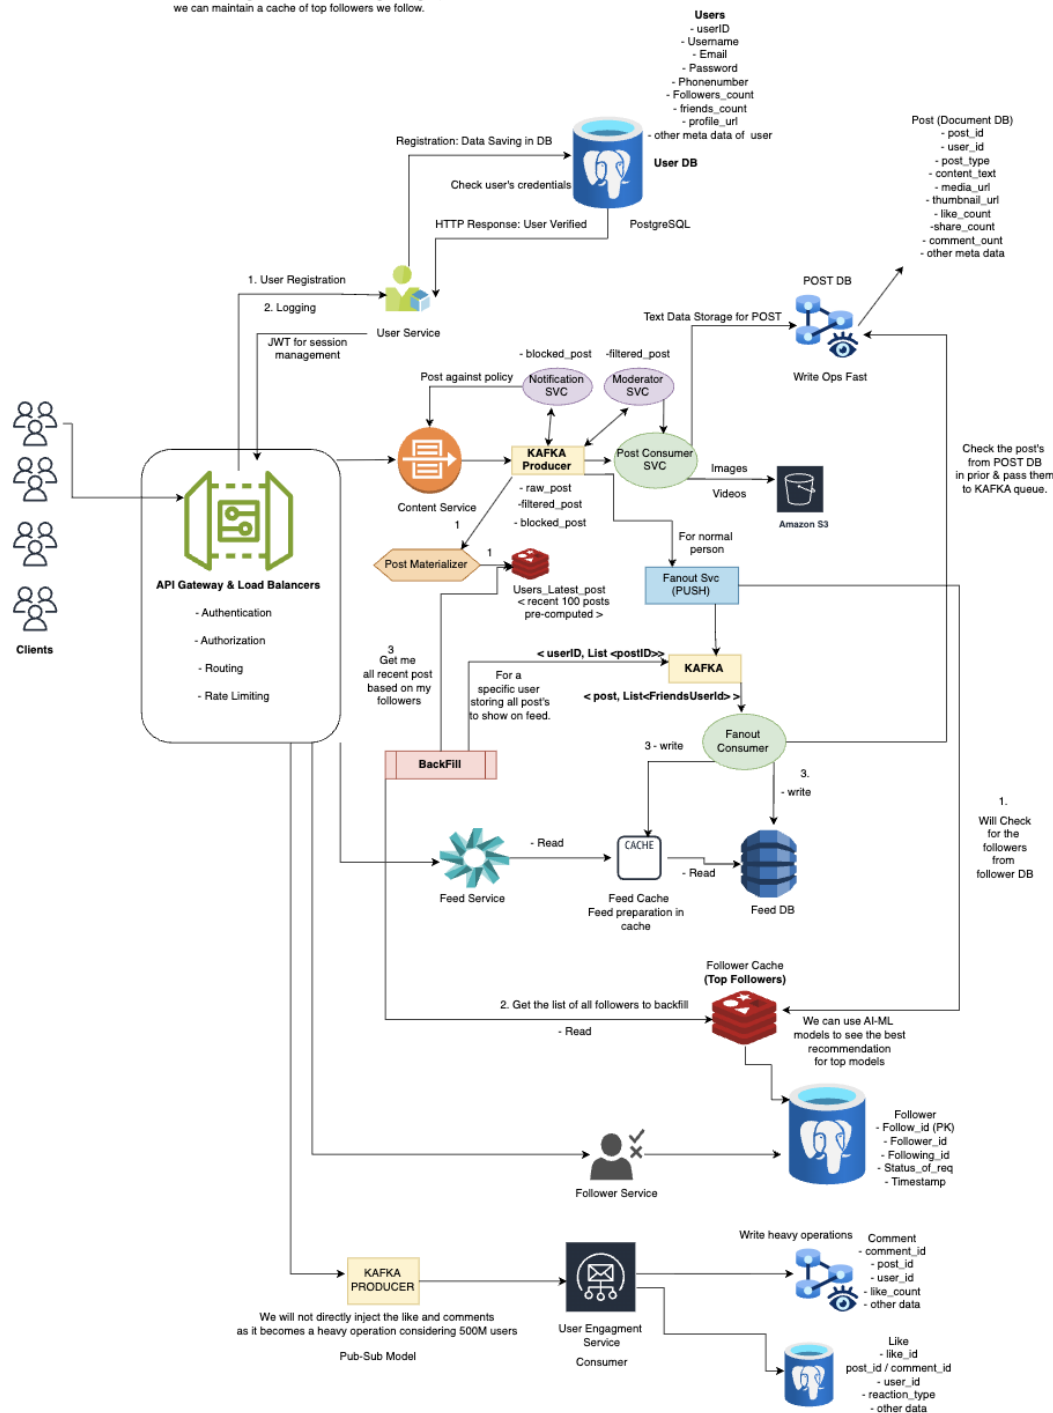 we can maintain a cache of top followers we follow.
Users
- userID
- Username
- Email
- Password
- Phonenumber
- Followers_count
- friends_count
- profile_url
- other meta data of  user
User DB
Registration: Data Saving in DB
Check user's credentials
HTTP Response: User Verified
PostgreSQL
Post (Document DB)
- post_id
- user_id
- post_type
- content_text
- media_url
- thumbnail_url
- like_count
-share_count
- comment_ount
- other meta data
1. User Registration
2. Logging
User Service
JWT for session
management
POST DB
Text Data Storage for POST
Write Ops Fast
- blocked_post
-filtered_post
Post against policy
Notification
SVC
Moderator
SVC
KAFKA
Producer
Post Consumer
SVC
Content Service
- raw_post
-filtered_post
- blocked_post
Images
Videos
Amazon S3
Check the post's
from POST DB
in prior & pass them
to KAFKA queue.
1
Post Materializer
1
Users_Latest_post
< recent 100 posts
pre-computed >
For normal
person
Fanout Svc
(PUSH)
API Gateway & Load Balancers
- Authentication
- Authorization
- Routing
- Rate Limiting
Clients
3
Get me
all recent post
based on my
followers
< userID, List <postID>>
For a
specific user
storing all post's
to show on feed.
KAFKA
< post, List<FriendsUserId> >
Fanout
Consumer
3 - write
3.
- write
BackFill
1.
Will Check
for the
followers
from
follower DB
Feed Service
- Read
CACHE
- Read
Feed Cache
Feed preparation in
cache
Feed DB
Follower Cache
(Top Followers)
2. Get the list of all followers to backfill
- Read
We can use AI-ML
models to see the best
recommendation
for top models
Follower
- Follow_id (PK)
- Follower_id
- Following_id
- Status_of_req
- Timestamp
Follower Service
Write heavy operations
Comment
- comment_id
- post_id
- user_id
- like_count
- other data
KAFKA
PRODUCER
We will not directly inject the like and comments
as it becomes a heavy operation considering 500M users
Pub-Sub Model
User Engagment
Service
Consumer
Like
- like_id
post_id / comment_id
- user_id
- reaction_type
- other data